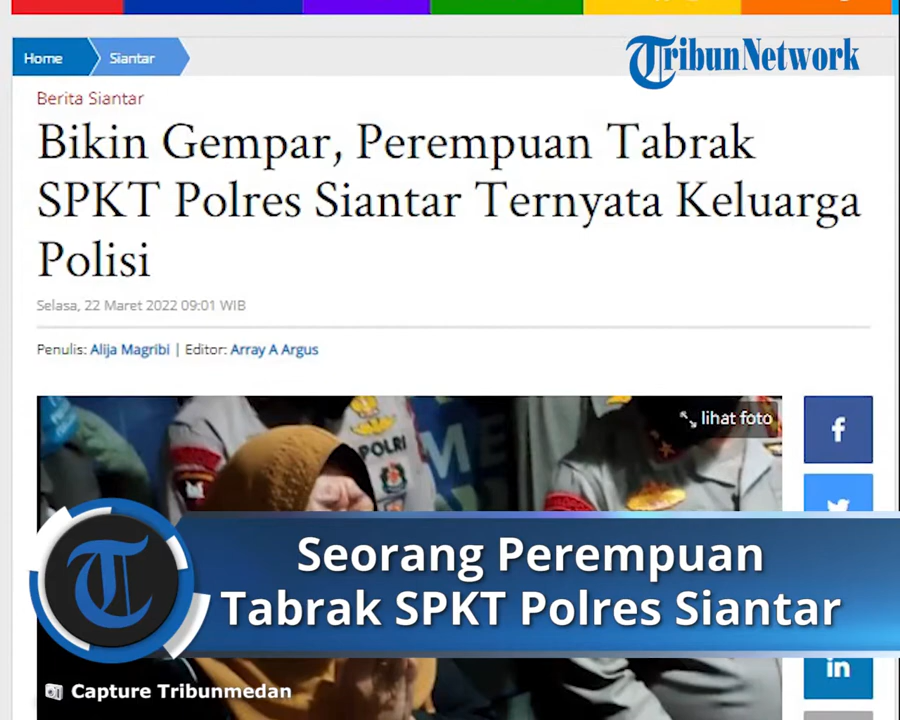 Home
Siantar
TribunNetwork
Berita Siantar
Bikin Gempar, Perempuan Tabrak
SPKT Polres Siantar Ternyata Keluarga
Polisi
Selasa, 22 Maret 2022 09:01 WIB
Penulis: Alija Magribi | Editor: Array A Argus
lihat foto
POLRI
Seorang Perempuan
Tabrak SPKT Polres Siantar
Capture Tribunmedan